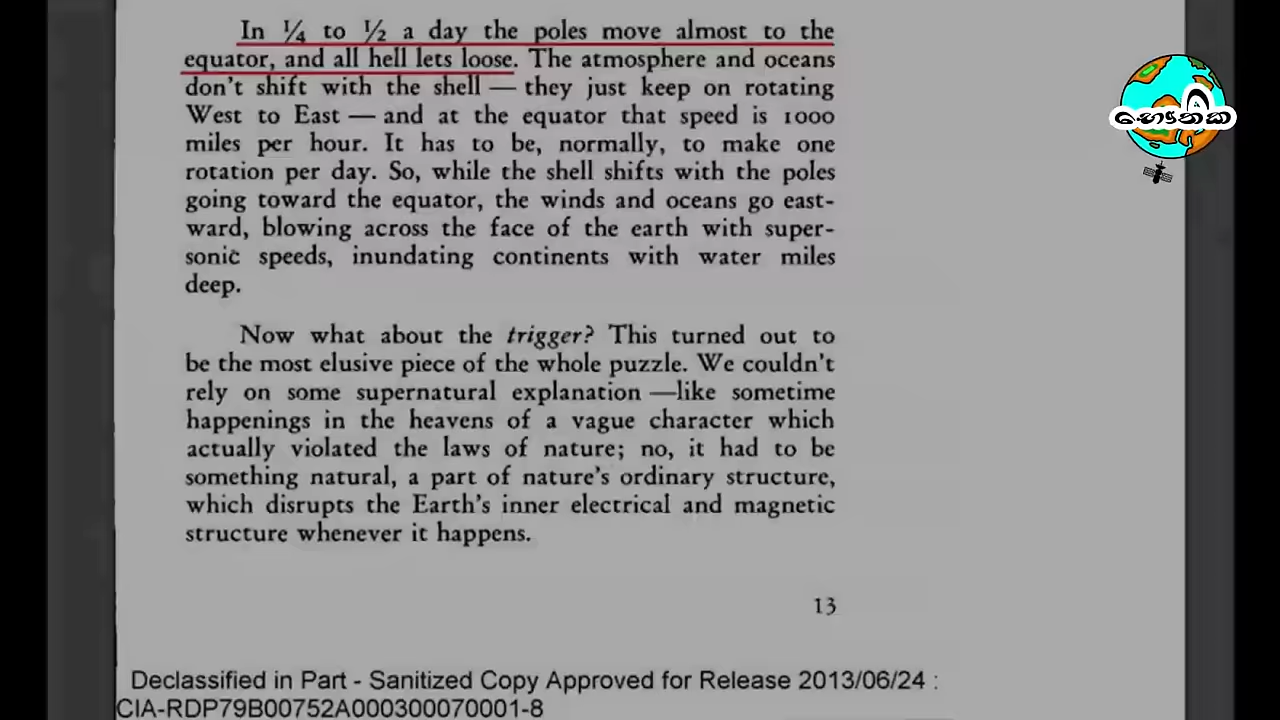 In ¼ to ½ a day the poles move almost to the
equator, and all hell lets loose. The atmosphere and oceans
don't shift with the shell — they just keep on rotating
West to East — and at the equator that speed is 1000
miles per hour. It has to be, normally, to make one
rotation per day. So, while the shell shifts with the poles
going toward the equator, the winds and oceans go east-
ward, blowing across the face of the earth with super-
sonic speeds, inundating continents with water miles
deep.
Now what about the trigger? This turned out to
be the most elusive piece of the whole puzzle. We couldn't
rely on some supernatural explanation —like sometime
happenings in the heavens of a vague character which
actually violated the laws of nature; no, it had to be
something natural, a part of nature's ordinary structure,
which disrupts the Earth's inner electrical and magnetic
structure whenever it happens.
13
Declassified in Part - Sanitized Copy Approved for Release 2013/06/24 :
CIA-RDP79B00752A000300070001-8